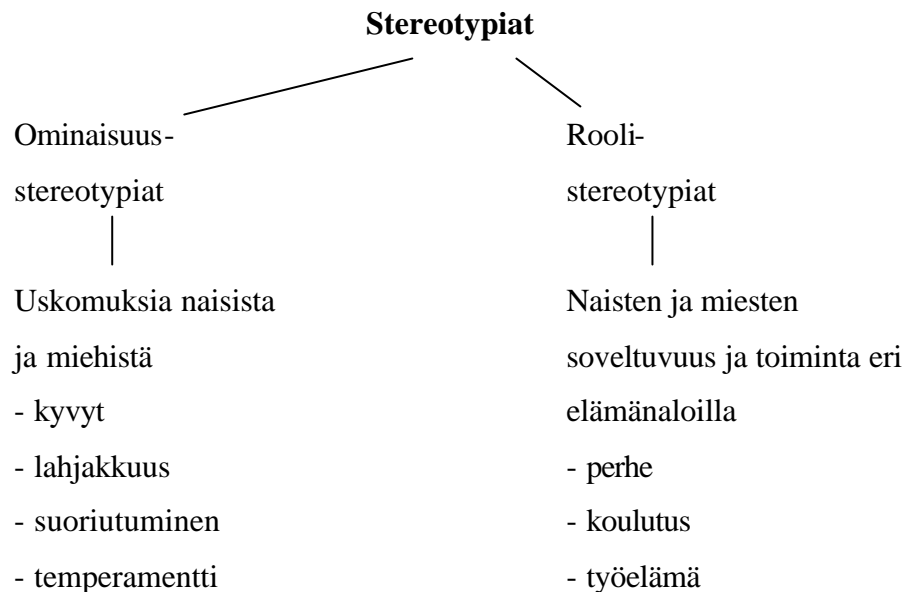 Stereotypiat
Ominaisuus-
stereotypiat
Uskomuksia naisista
ja miehistä
- kyvyt
- lahjakkuus
- suoriutuminen
- temperamentti
Rooli-
stereotypiat
Naisten ja miesten
soveltuvuus ja toiminta eri
elämänaloilla
- perhe
- koulutus
- työelämä